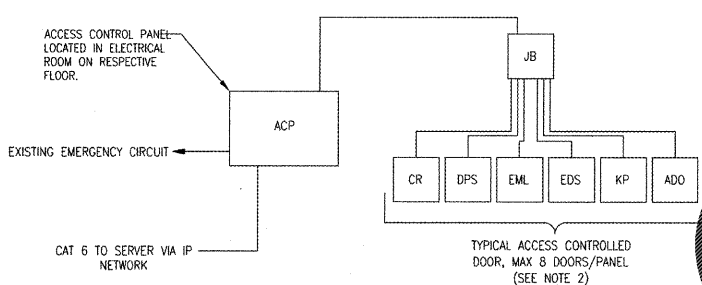 ACCESS CONTROL PANEL
LOCATED IN ELECTRICAL
ROOM ON RESPECTIVE
FLOOR.
JB
ACP
EXISTING EMERGENCY CIRCUIT
CR
DPS
EML
EDS
KP
ADO
CAT 6 TO SERVER VIA IP
NETWORK
TYPICAL ACCESS CONTROLLED
DOOR, MAX 8 DOORS/PANEL
(SEE NOTE 2)